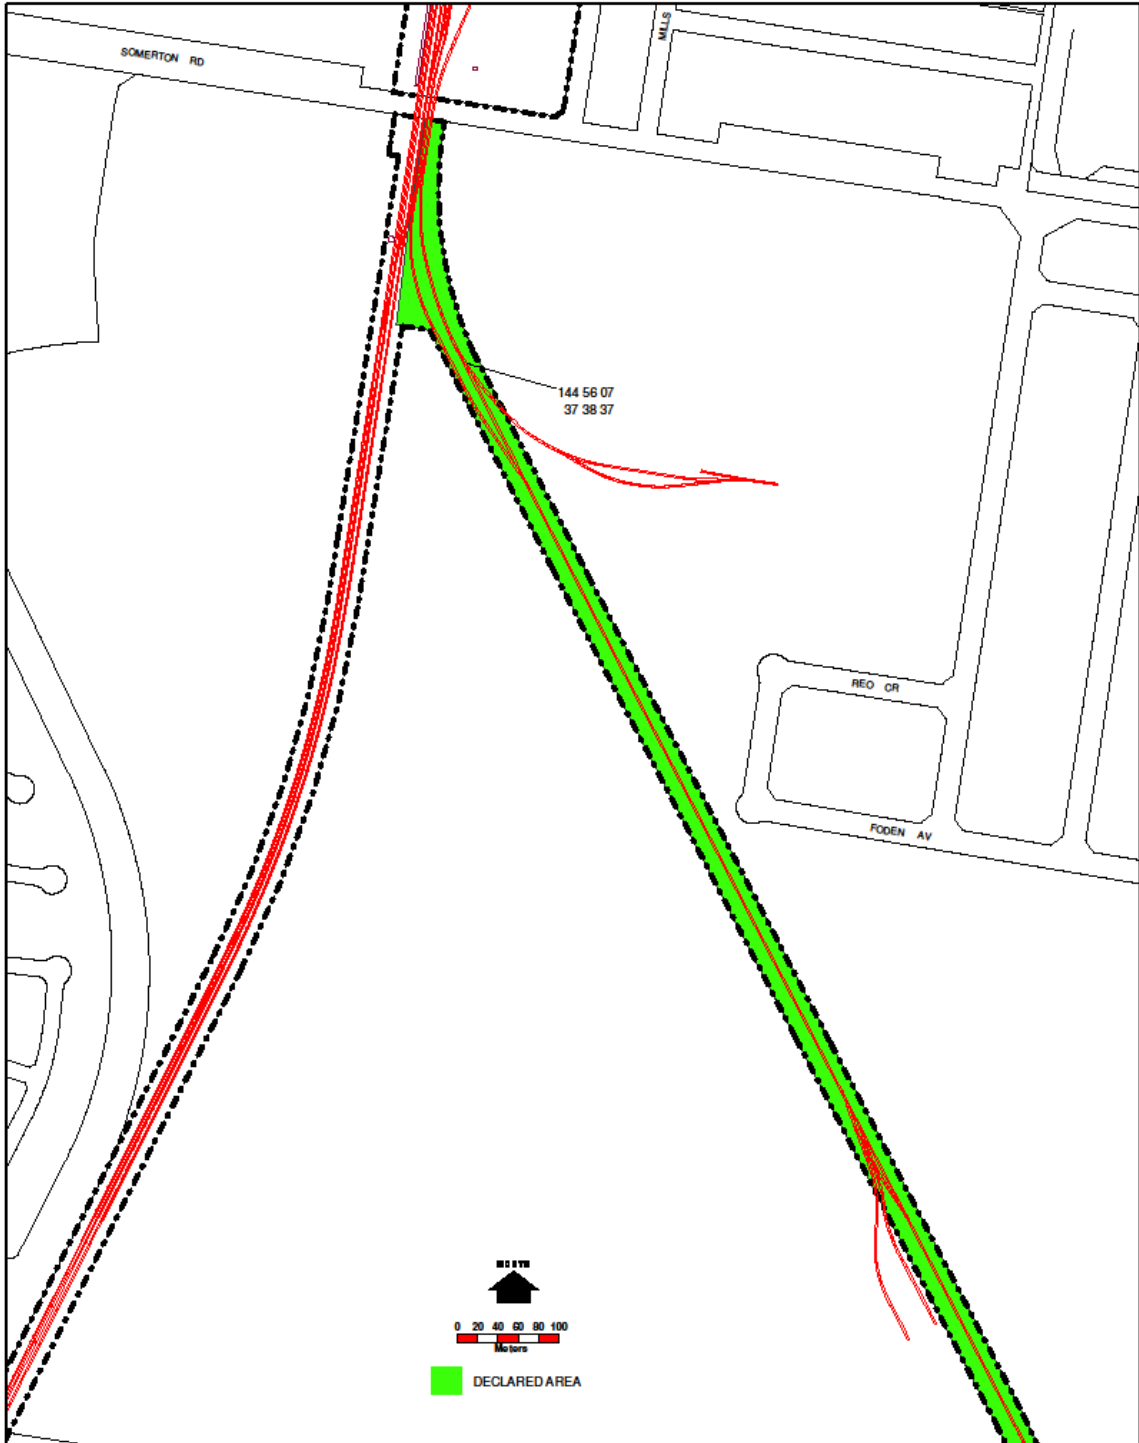 MILLS
SOMERTON RD
144 56 07
37 38 37
REO CR
FODEN AV
NORTH
0 20 40 60 80 100
Meters
DECLARED AREA